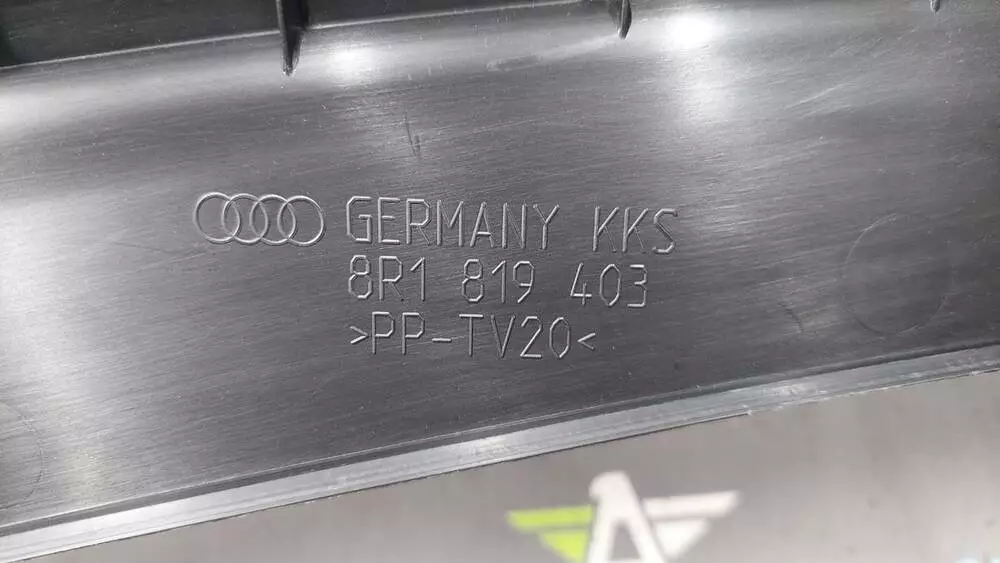 GERMANY KKS
8R1 819 403
>PP-TV20<